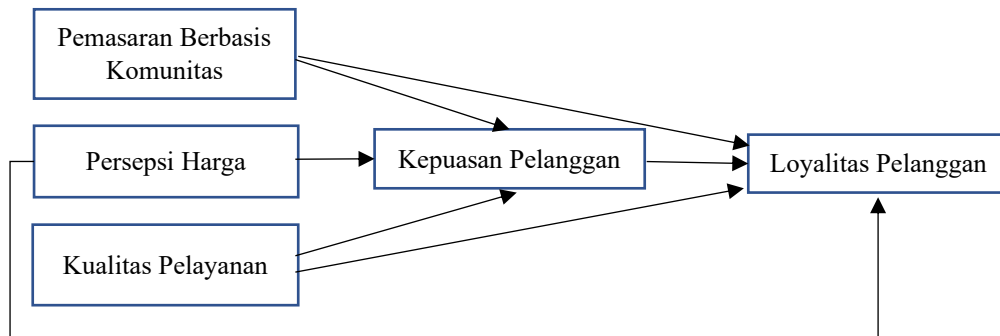 Pemasaran Berbasis
Komunitas
Persepsi Harga
Kepuasan Pelanggan
Loyalitas Pelanggan
Kualitas Pelayanan